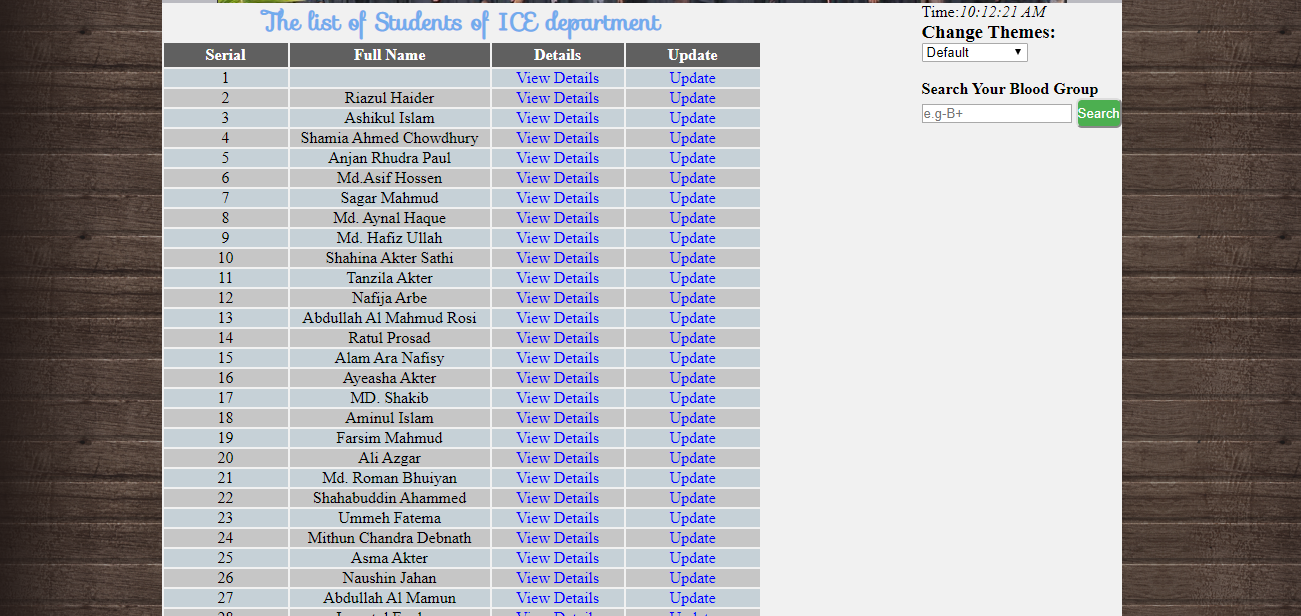 The list of Students of ICE department
Serial Full Name Details Update
1 View Details Update
2 Riazul Haider View Details Update
3 Ashikul Islam View Details Update
4 Shamia Ahmed Chowdhury View Details Update
5 Anjan Rhudra Paul View Details Update
6 Md.Asif Hossen View Details Update
7 Sagar Mahmud View Details Update
8 Md. Aynal Haque View Details Update
9 Md. Hafiz Ullah View Details Update
10 Shahina Akter Sathi View Details Update
11 Tanzila Akter View Details Update
12 Nafija Arbe View Details Update
13 Abdullah Al Mahmud Rosi View Details Update
14 Ratul Prosad View Details Update
15 Alam Ara Nafisy View Details Update
16 Ayeasha Akter View Details Update
17 MD. Shakib View Details Update
18 Aminul Islam View Details Update
19 Farsim Mahmud View Details Update
20 Ali Azgar View Details Update
21 Md. Roman Bhuiyan View Details Update
22 Shahabuddin Ahammed View Details Update
23 Ummeh Fatema View Details Update
24 Mithun Chandra Debnath View Details Update
25 Asma Akter View Details Update
26 Naushin Jahan View Details Update
27 Abdullah Al Mamun View Details Update
Time:10:12:21 AM
Change Themes:
Default
Search Your Blood Group
e.g-B+ Search